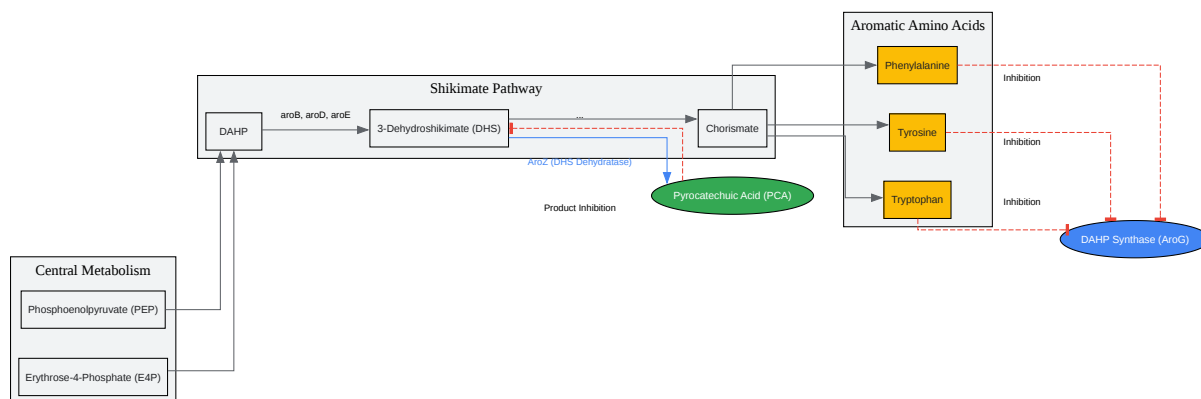 Aromatic Amino Acids
Phenylalanine
Inhibition
Shikimate Pathway
DAHP
aroB, aroD, aroE
3-Dehydroshikimate (DHS)
...
Chorismate
Tyrosine
Inhibition
AroZ (DHS Dehydratase)
Pyrocatechuic Acid (PCA)
Product Inhibition
Tryptophan
Inhibition
DAHP Synthase (AroG)
Central Metabolism
Phosphoenolpyruvate (PEP)
Erythrose-4-Phosphate (E4P)